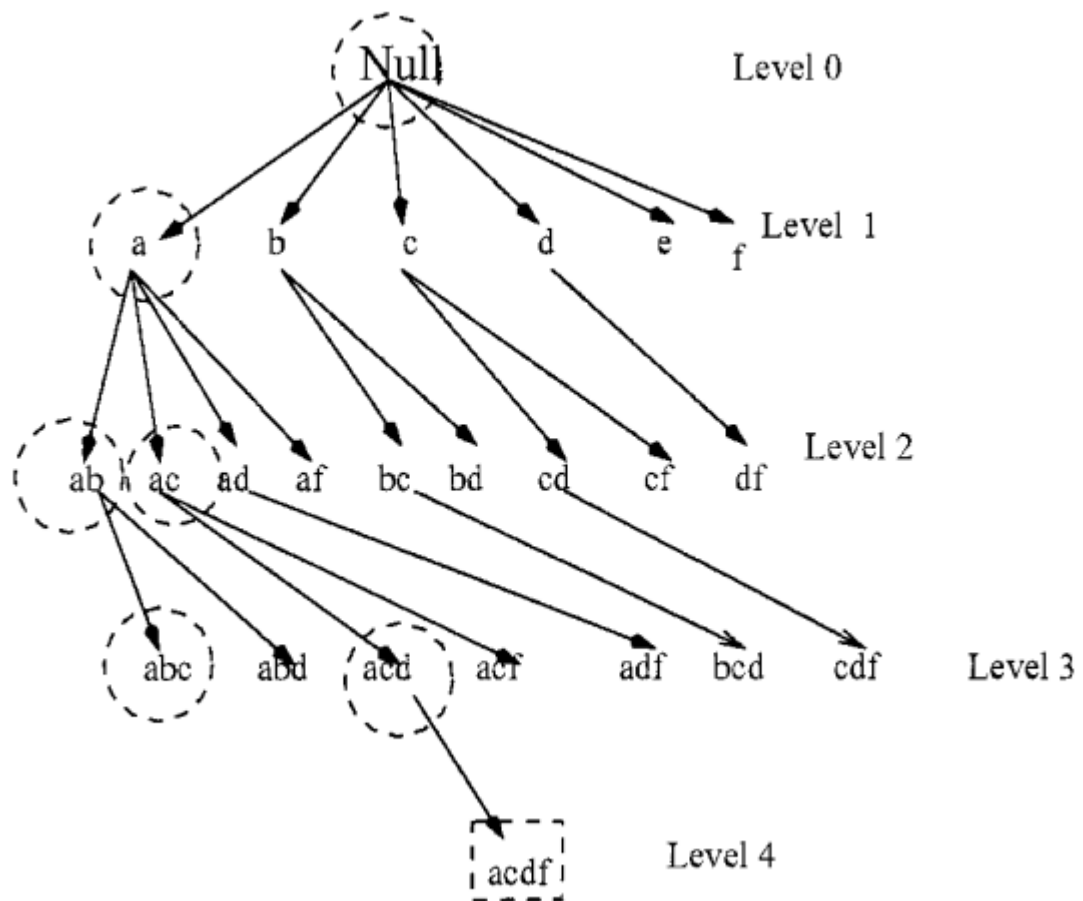 Null Level 0
a b c d e f Level 1
ab ac ad af bc bd cd cf df Level 2
abc abd acd acf adf bcd cdf Level 3
acdf Level 4